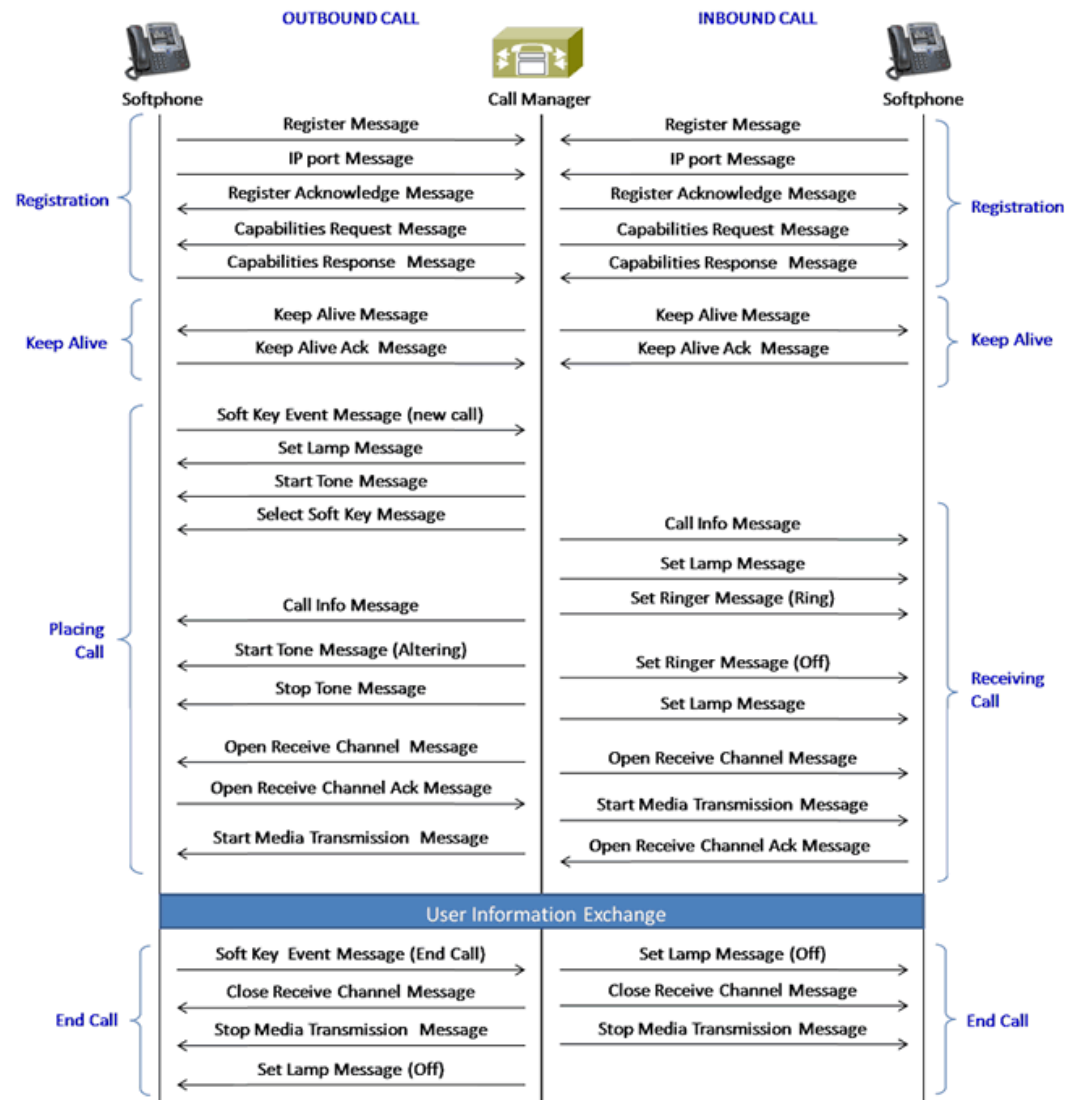 OUTBOUND CALL
INBOUND CALL
Softphone
Call Manager
Softphone
Register Message
Register Message
IP port Message
IP port Message
Register Acknowledge Message
Register Acknowledge Message
Registration
Registration
Capabilities Request Message
Capabilities Request Message
Capabilities Response Message
Capabilities Response Message
Keep Alive Message
Keep Alive Message
Keep Alive
Keep Alive
Keep Alive Ack Message
Keep Alive Ack Message
Soft Key Event Message (new call)
Set Lamp Message
Start Tone Message
Select Soft Key Message
Call Info Message
Set Lamp Message
Set Ringer Message (Ring)
Call Info Message
Placing
Call
Start Tone Message (Altering)
Set Ringer Message (Off)
Receiving
Call
Stop Tone Message
Set Lamp Message
Open Receive Channel Message
Open Receive Channel Message
Open Receive Channel Ack Message
Start Media Transmission Message
Start Media Transmission Message
Open Receive Channel Ack Message
User Information Exchange
Soft Key Event Message (End Call)
Set Lamp Message (Off)
Close Receive Channel Message
Close Receive Channel Message
End Call
End Call
Stop Media Transmission Message
Stop Media Transmission Message
Set Lamp Message (Off)